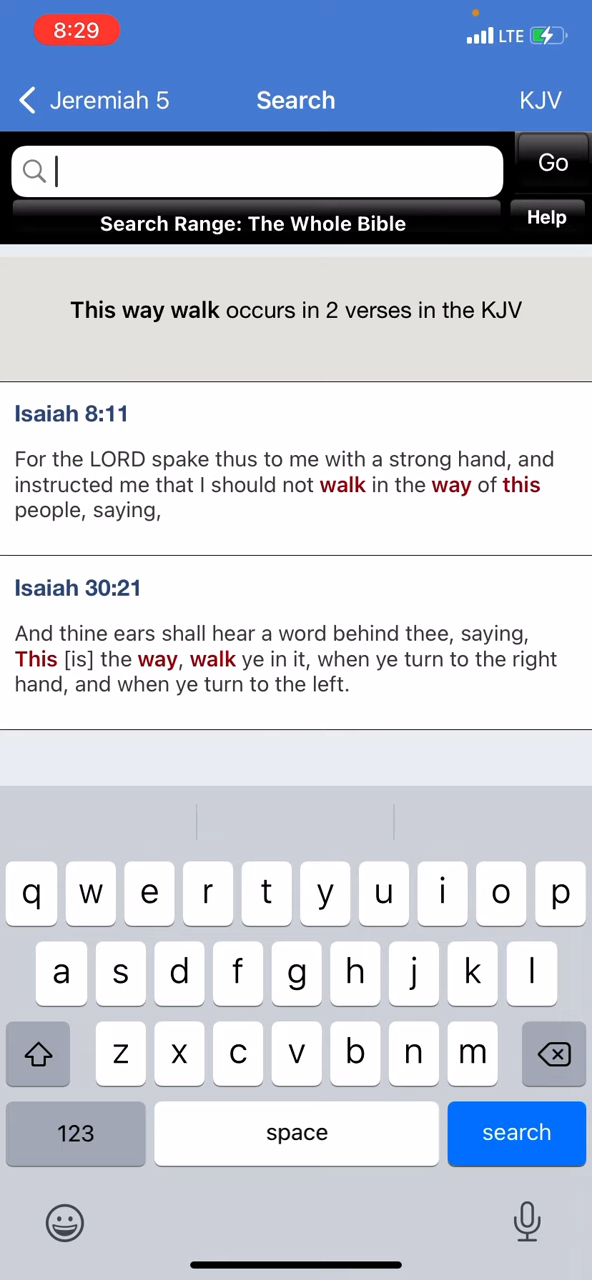 8:29
LTE
Jeremiah 5
Search
KJV
Go
Search Range: The Whole Bible
Help
This way walk occurs in 2 verses in the KJV
Isaiah 8:11
For the LORD spake thus to me with a strong hand, and
instructed me that I should not walk in the way of this
people, saying,
Isaiah 30:21
And thine ears shall hear a word behind thee, saying,
This [is] the way, walk ye in it, when ye turn to the right
hand, and when ye turn to the left.
q w e r t y u i o p
a s d f g h j k l
z x c v b n m
123 space search